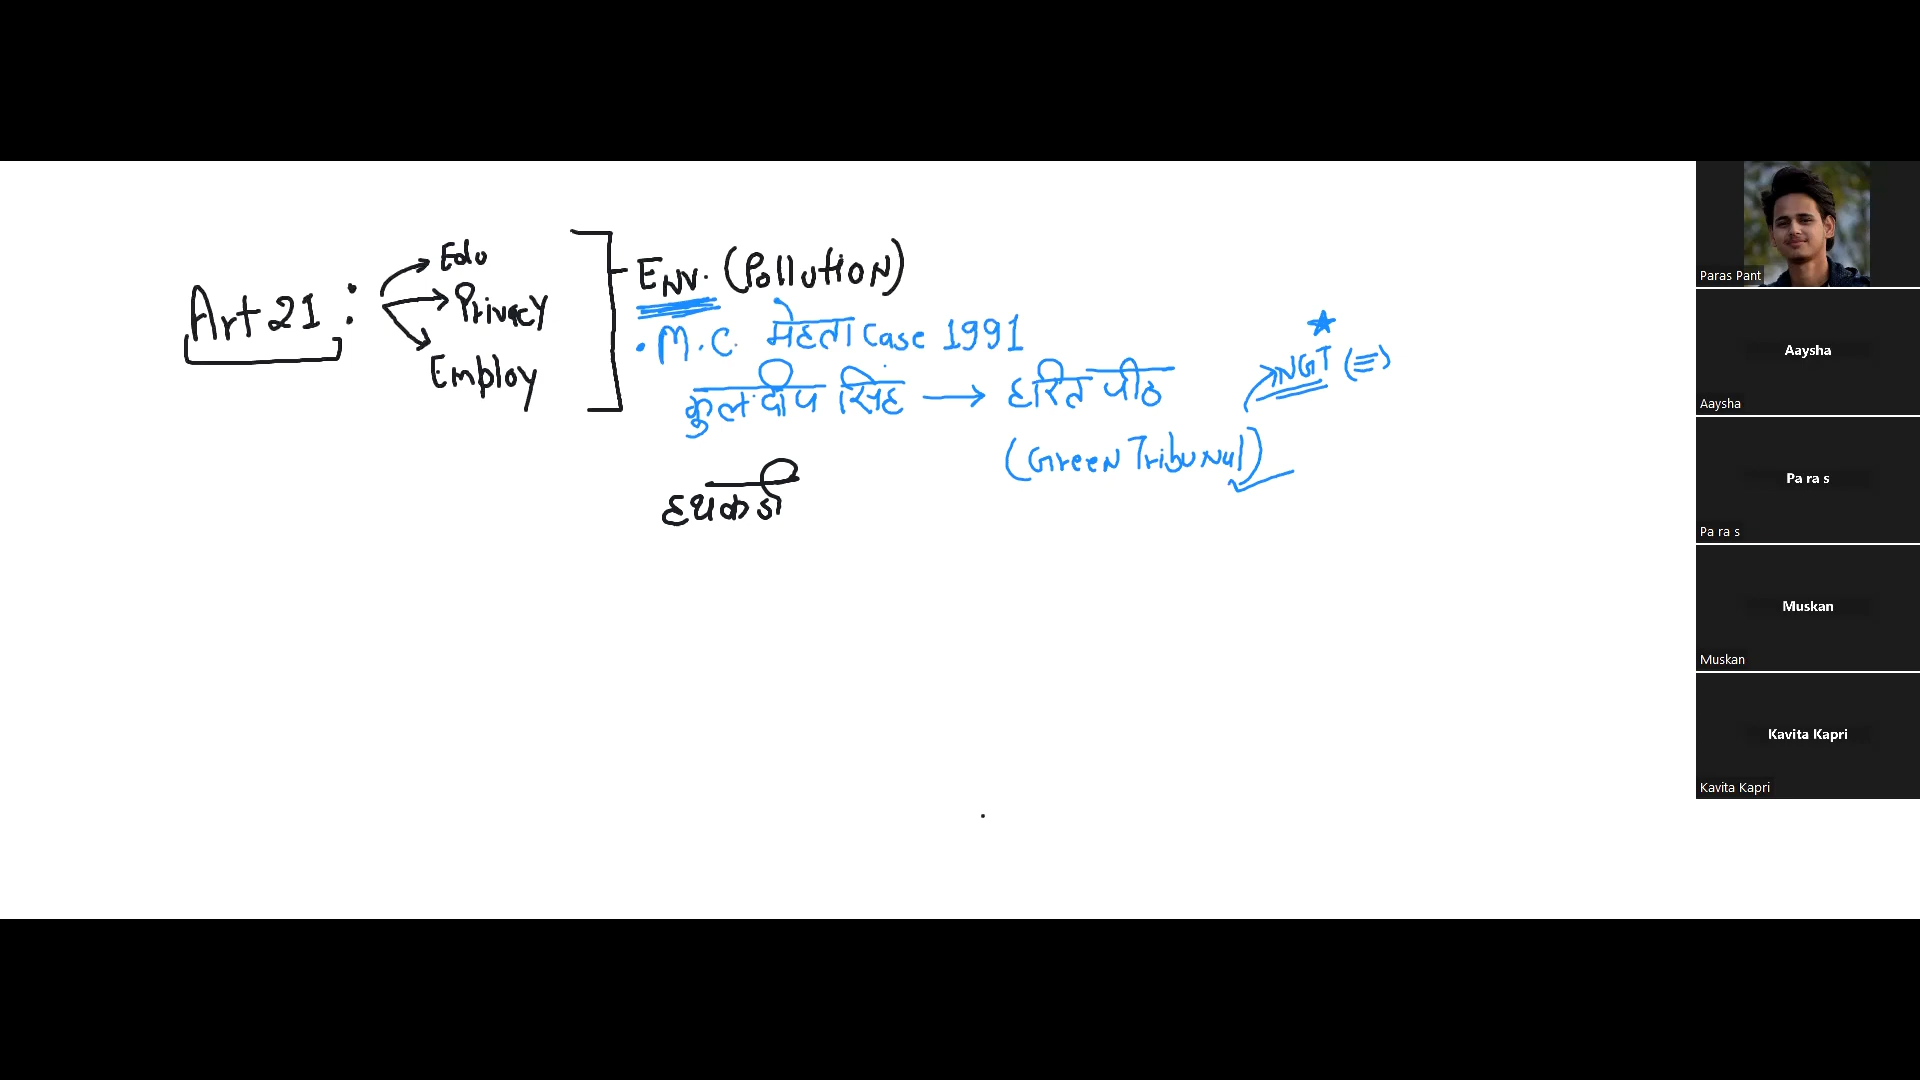 Art 21 :
Edu
Privacy
Employ
Env. (Pollution)
• M.C. मेहता Case 1991
कुलदीप सिंह → हरित पीठ
NGT (≡)
(Green Tribunal)
हथकडी
Paras Pant
Aaysha
Aaysha
Pa ra s
Pa ra s
Muskan
Muskan
Kavita Kapri
Kavita Kapri